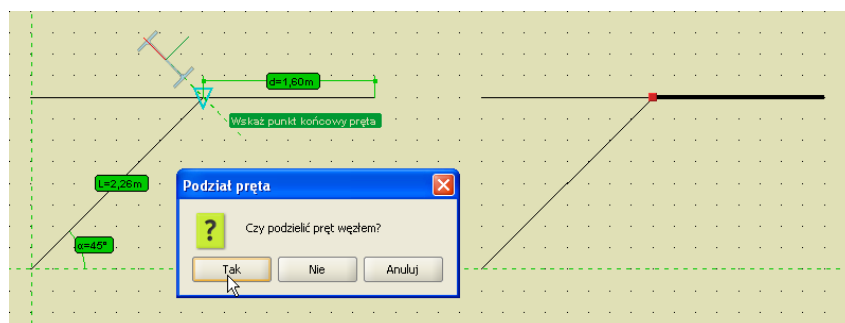 d=1,60m
Wskaż punkt końcowy pręta
L=2,26m
α=45°
Podział pręta
Czy podzielić pręt węzłem?
Tak
Nie
Anuluj